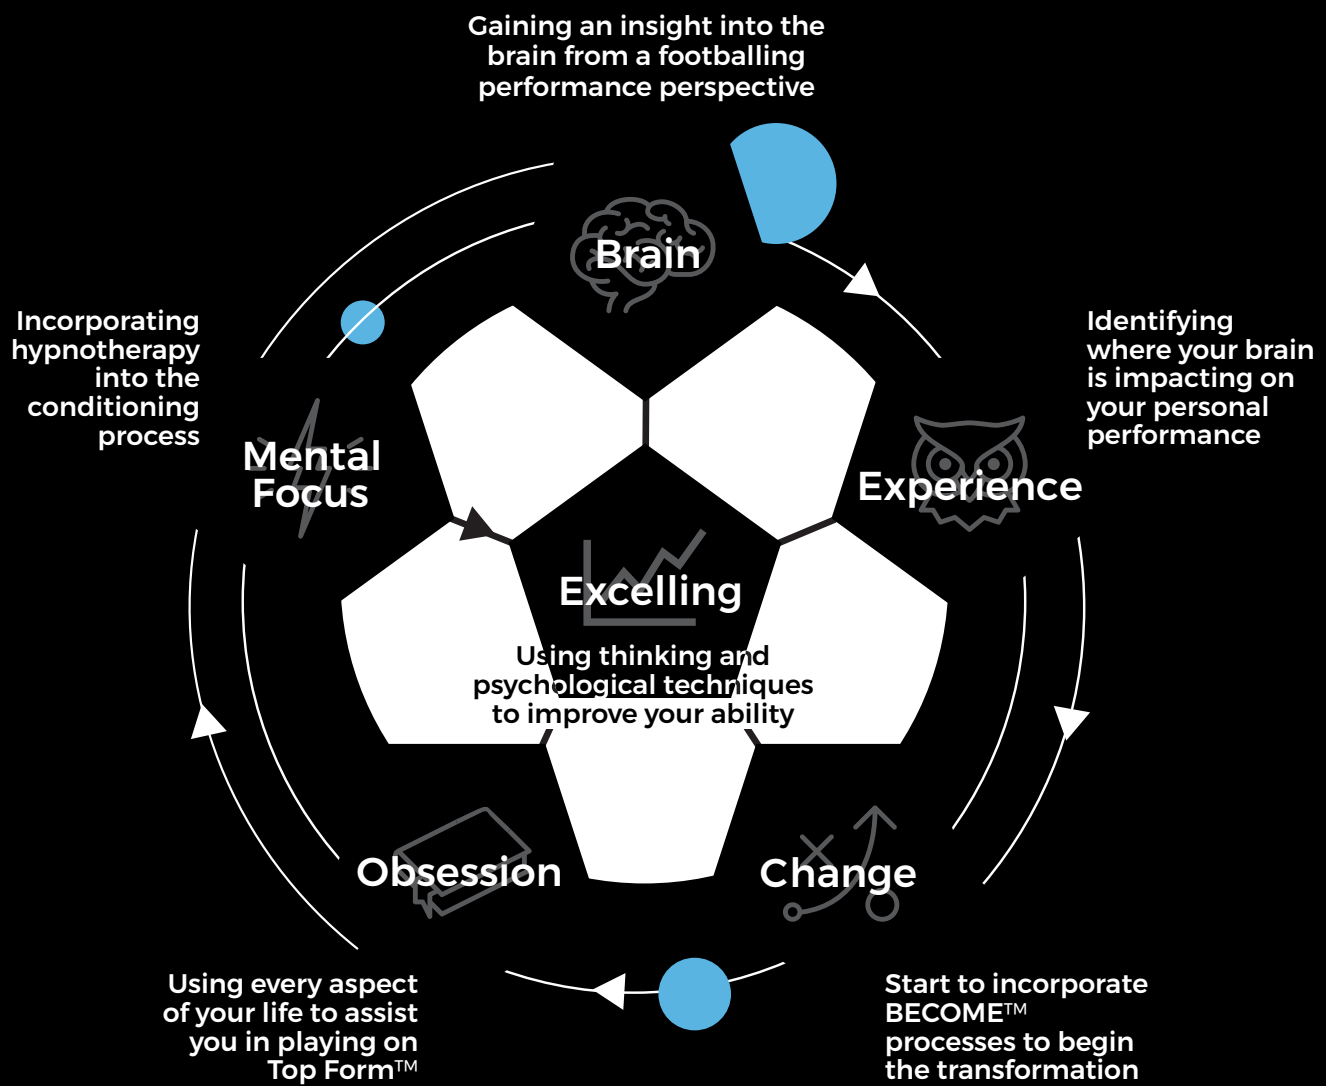 Gaining an insight into the
brain from a footballing
performance perspective
Brain
Identifying
where your brain
is impacting on
your personal
performance
Experience
Start to incorporate
BECOME™
processes to begin
the transformation
Change
Using every aspect
of your life to assist
you in playing on
Top Form™
Obsession
Incorporating
hypnotherapy
into the
conditioning
process
Mental
Focus
Excelling
Using thinking and
psychological techniques
to improve your ability